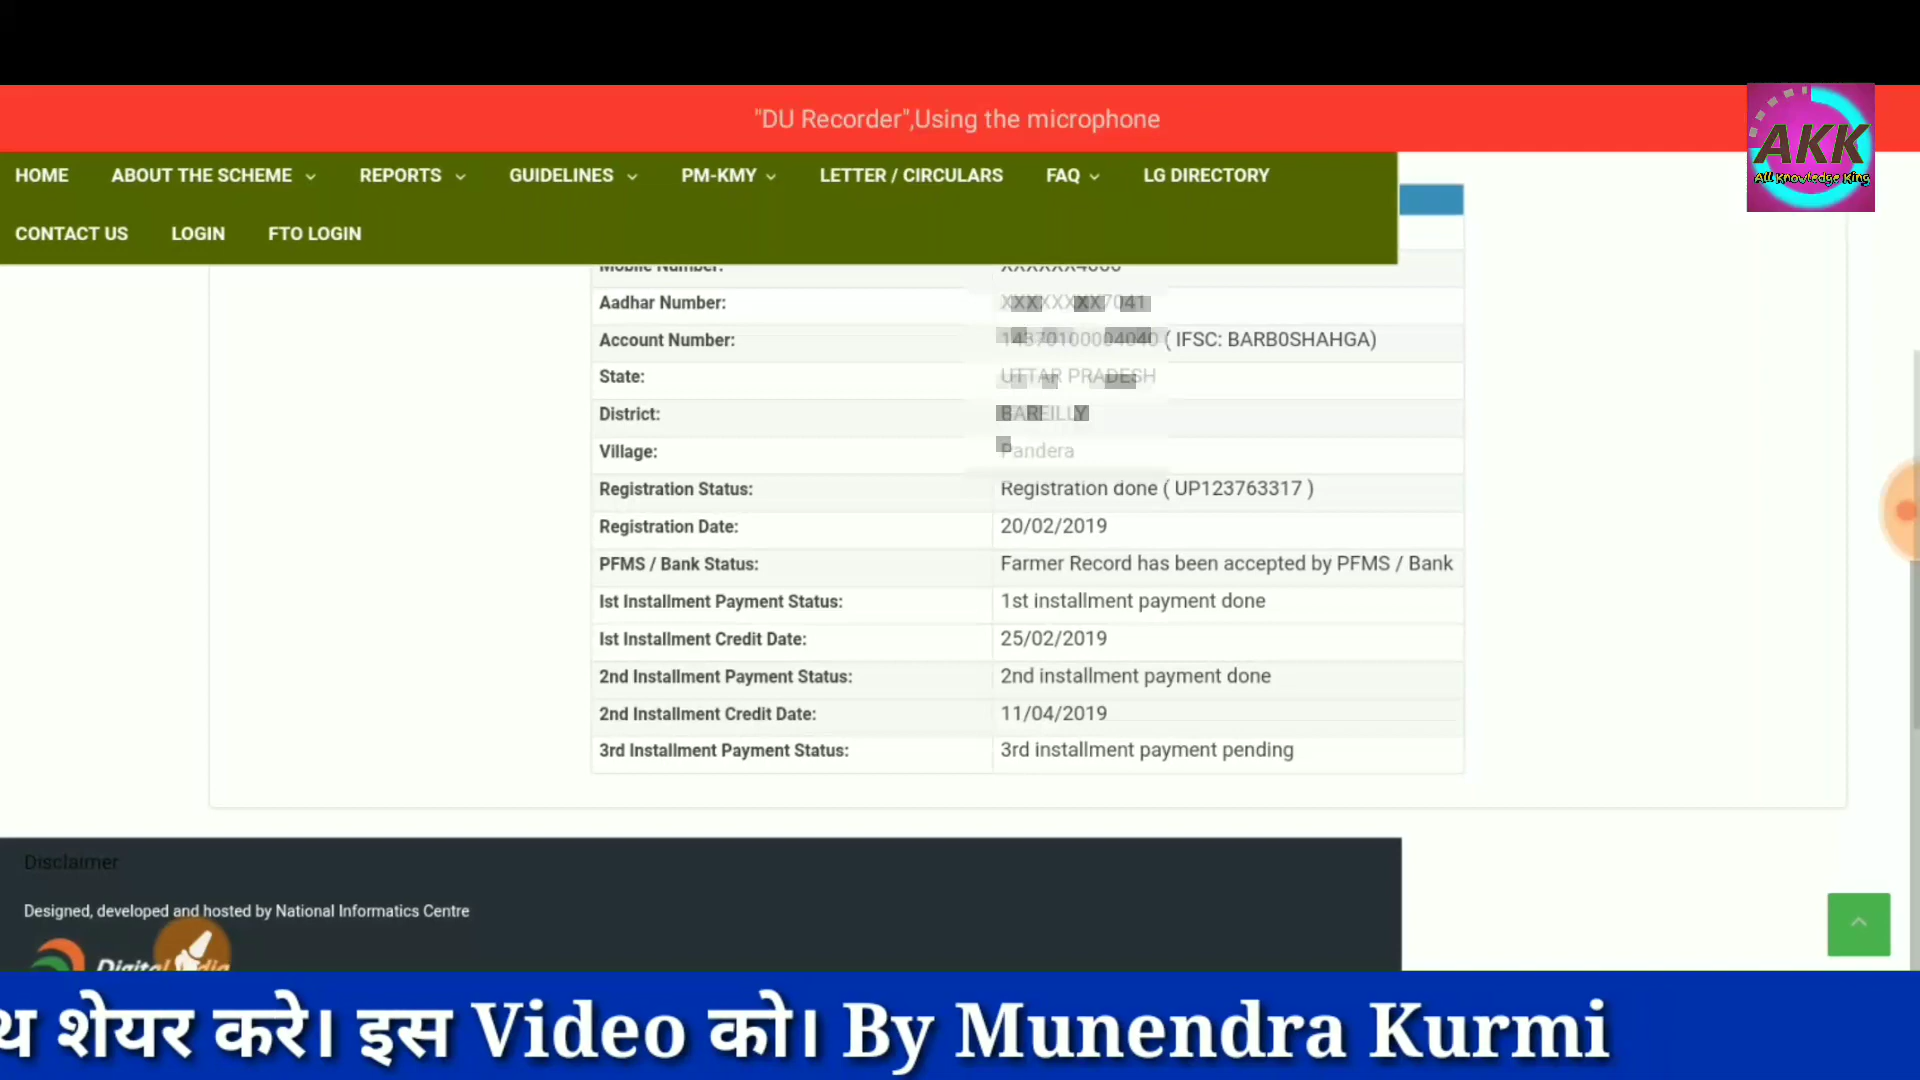 "DU Recorder",Using the microphone
AKK
All Knowledge King
HOME ABOUT THE SCHEME REPORTS GUIDELINES PM-KMY LETTER / CIRCULARS FAQ LG DIRECTORY
CONTACT US LOGIN FTO LOGIN
Mobile Number:
Aadhar Number:
Account Number: ( IFSC: BARB0SHAHGA)
State: UTTAR PRADESH
District: BAREILLY
Village: Pandera
Registration Status: Registration done ( UP123763317 )
Registration Date: 20/02/2019
PFMS / Bank Status: Farmer Record has been accepted by PFMS / Bank
Ist Installment Payment Status: 1st installment payment done
Ist Installment Credit Date: 25/02/2019
2nd Installment Payment Status: 2nd installment payment done
2nd Installment Credit Date: 11/04/2019
3rd Installment Payment Status: 3rd installment payment pending
Disclaimer
Designed, developed and hosted by National Informatics Centre
Digital
शेयर करे। इस Video को। By Munendra Kurmi